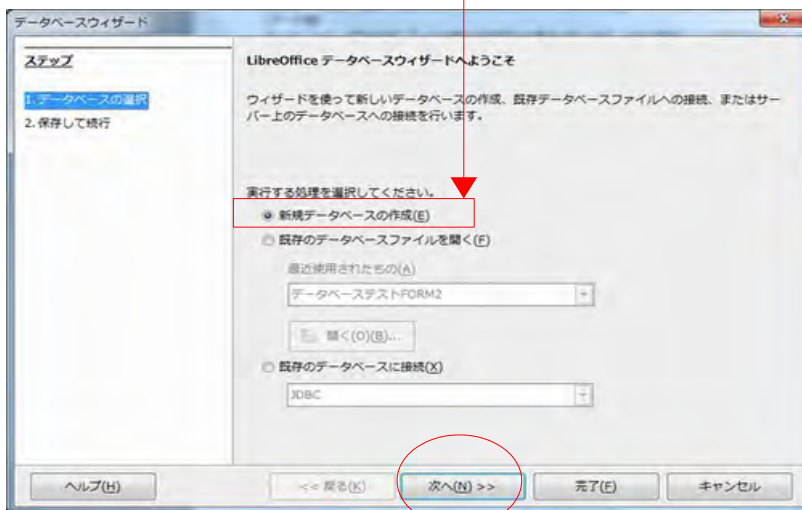 データベースウィザード
ステップ
1.データベースの選択
2.保存して続行
LibreOffice データベースウィザードへようこそ
ウィザードを使って新しいデータベースの作成、既存データベースファイルへの接続、またはサー
バー上のデータベースへの接続を行います。
実行する処理を選択してください。
新規データベースの作成(E)
既存のデータベースファイルを開く(F)
最近使用されたもの(A)
データベーステストFORM2
開く(O)(B)...
既存のデータベースに接続(X)
JDBC
ヘルプ(H)
<< 戻る(K)
次へ(N) >>
完了(F)
キャンセル